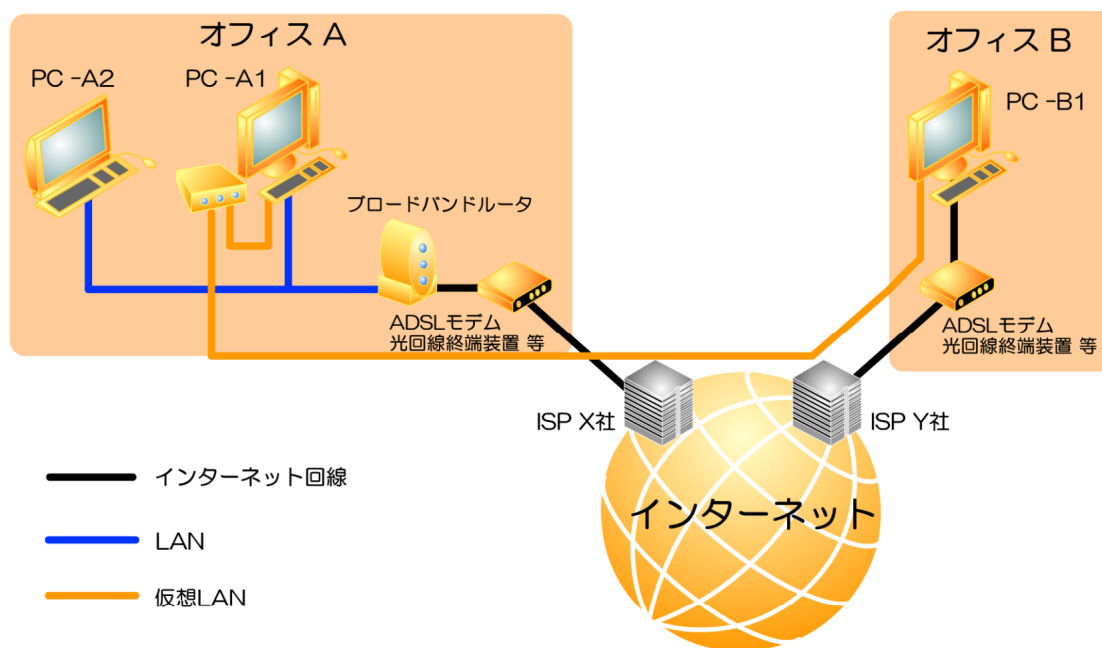 オフィス A
オフィス B
PC -A2
PC -A1
PC -B1
ブロードバンドルータ
ADSLモデム
光回線終端装置 等
ADSLモデム
光回線終端装置 等
ISP X社
ISP Y社
インターネット
インターネット回線
LAN
仮想LAN